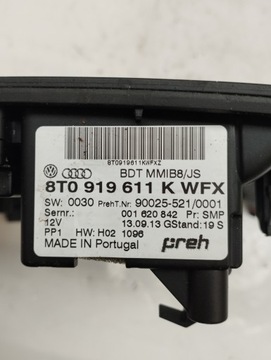 8T0919611KWFXZ
BDT MMIB8/JS
8T0 919 611 K WFX
SW: 0030 PrehT.Nr: 90025-521/0001
Sernr.: 001 620 842 Pr: SMP
12V 13.09.13 GStand: 19 S
PP1 HW: H02 1096
MADE IN Portugal preh